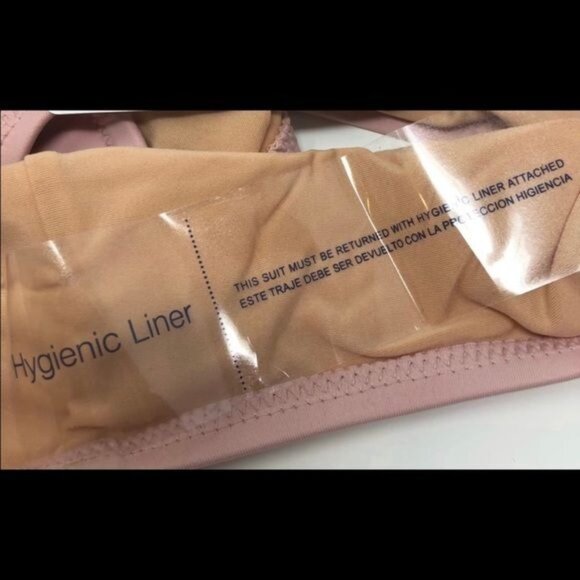 Hygienic Liner
THIS SUIT MUST BE RETURNED WITH HYGIENIC LINER ATTACHED
ESTE TRAJE DEBE SER DEVUELTO CON LA PROTECCION HIGIENCIA